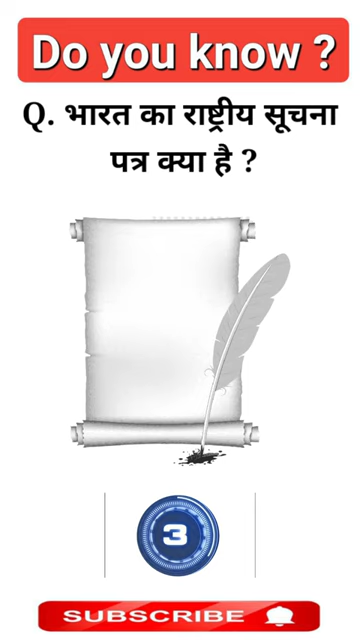 Do you know ?
Q. भारत का राष्ट्रीय सूचना
पत्र क्या है ?
3
SUBSCRIBE